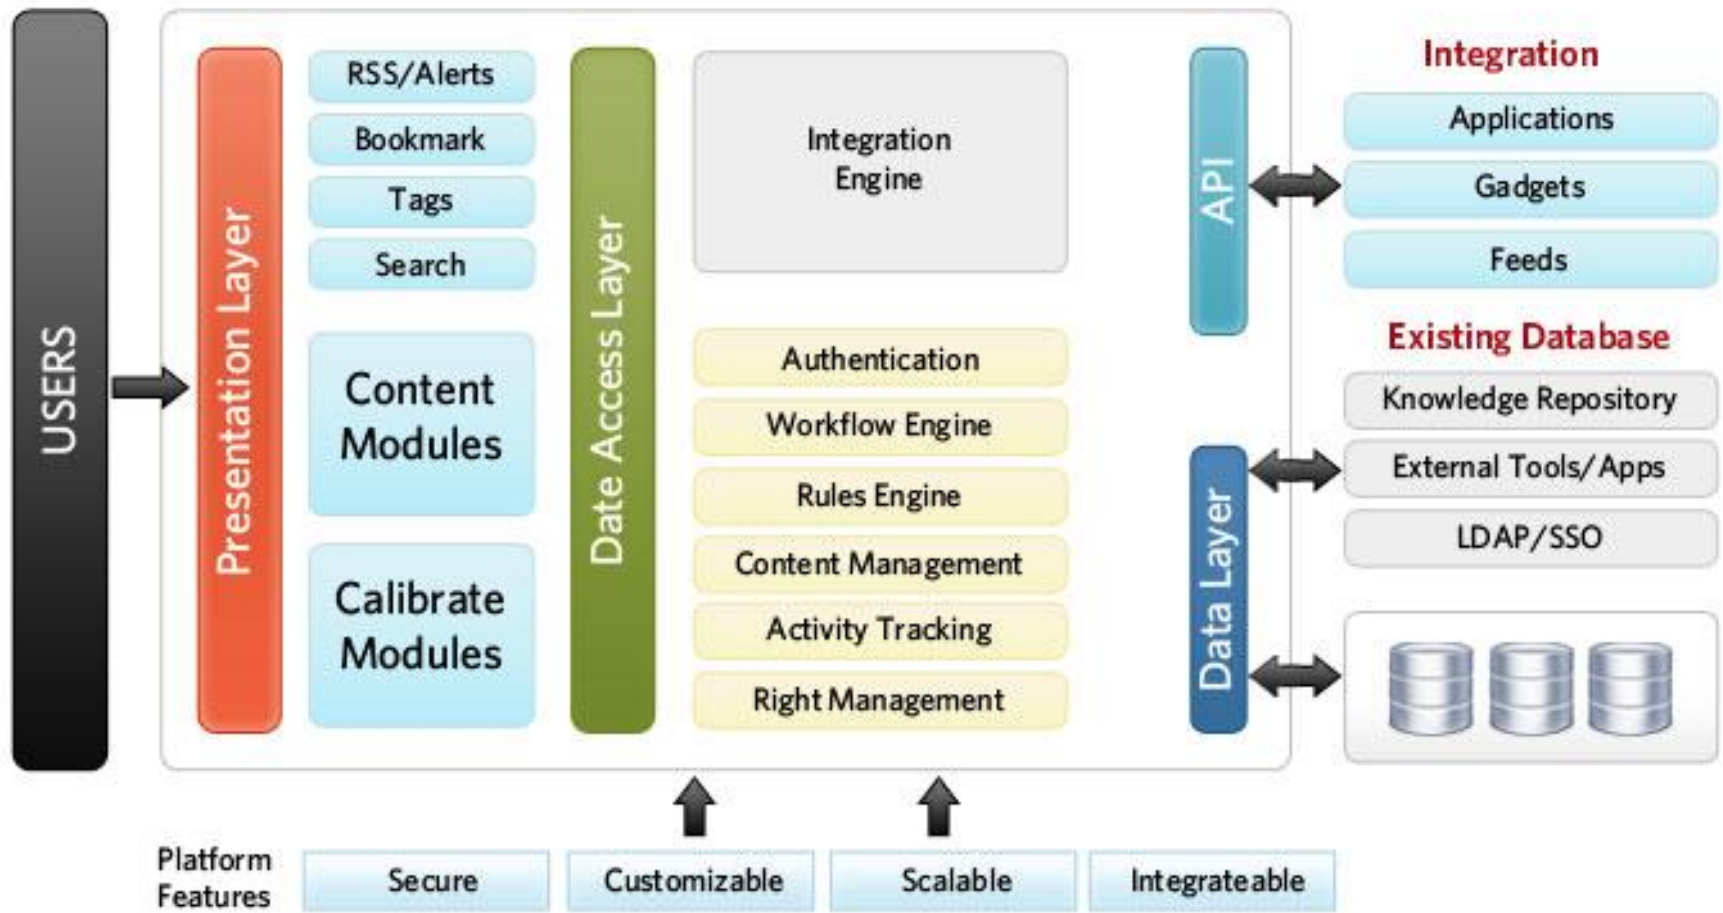 USERS
Presentation Layer
RSS/Alerts
Bookmark
Tags
Search
Content
Modules
Calibrate
Modules
Date Access Layer
Integration
Engine
Authentication
Workflow Engine
Rules Engine
Content Management
Activity Tracking
Right Management
API
Data Layer
Integration
Applications
Gadgets
Feeds
Existing Database
Knowledge Repository
External Tools/Apps
LDAP/SSO
Platform
Features
Secure
Customizable
Scalable
Integrateable